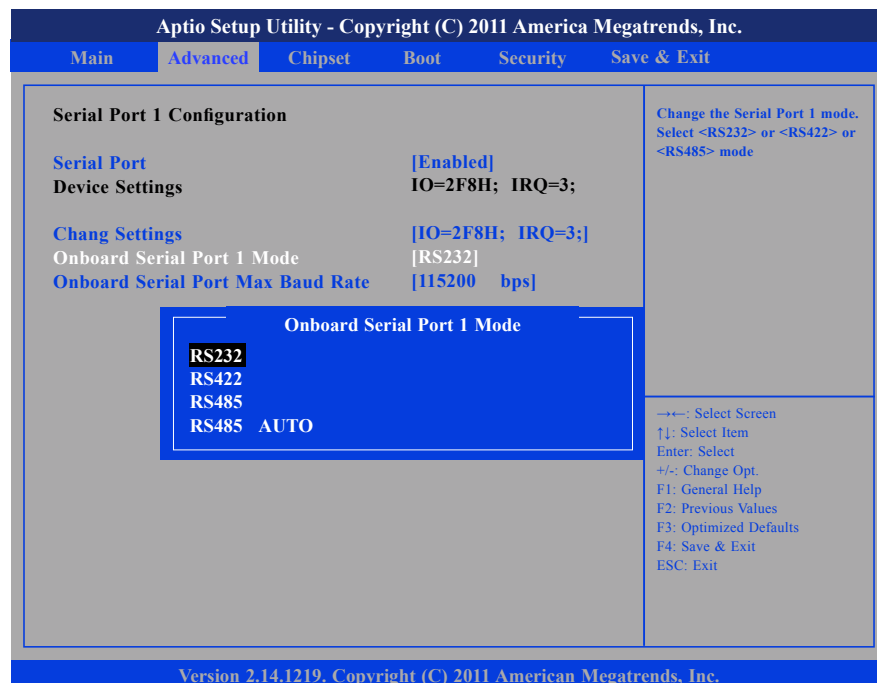 Aptio Setup Utility - Copyright (C) 2011 America Megatrends, Inc.
Main Advanced Chipset Boot Security Save & Exit
Serial Port 1 Configuration
Serial Port [Enabled]
Device Settings IO=2F8H; IRQ=3;
Chang Settings [IO=2F8H; IRQ=3;]
Onboard Serial Port 1 Mode [RS232]
Onboard Serial Port Max Baud Rate [115200 bps]
Onboard Serial Port 1 Mode
RS232
RS422
RS485
RS485 AUTO
Change the Serial Port 1 mode.
Select <RS232> or <RS422> or
<RS485> mode
→←: Select Screen
↑↓: Select Item
Enter: Select
+/-: Change Opt.
F1: General Help
F2: Previous Values
F3: Optimized Defaults
F4: Save & Exit
ESC: Exit
Version 2.14.1219. Copyright (C) 2011 American Megatrends, Inc.